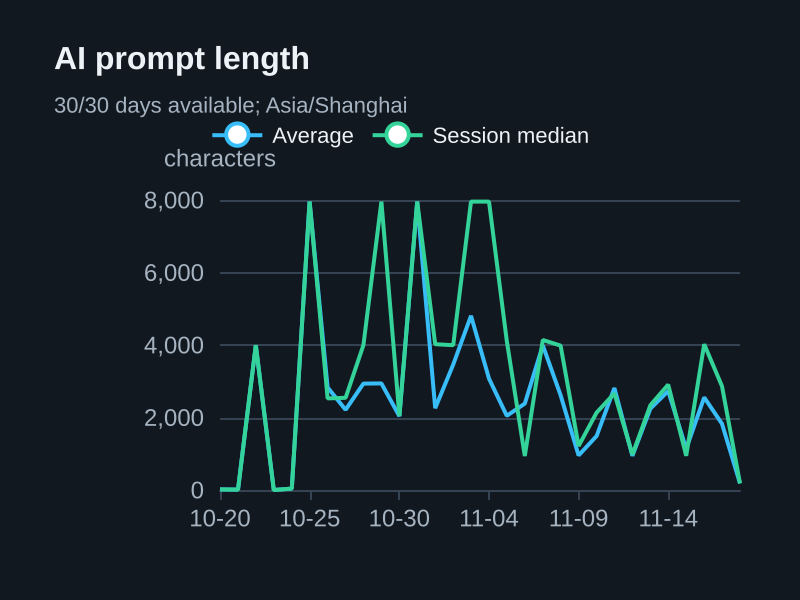 AI prompt length
30/30 days available; Asia/Shanghai
Average Session median
characters
8,000
6,000
4,000
2,000
0
10-20 10-25 10-30 11-04 11-09 11-14